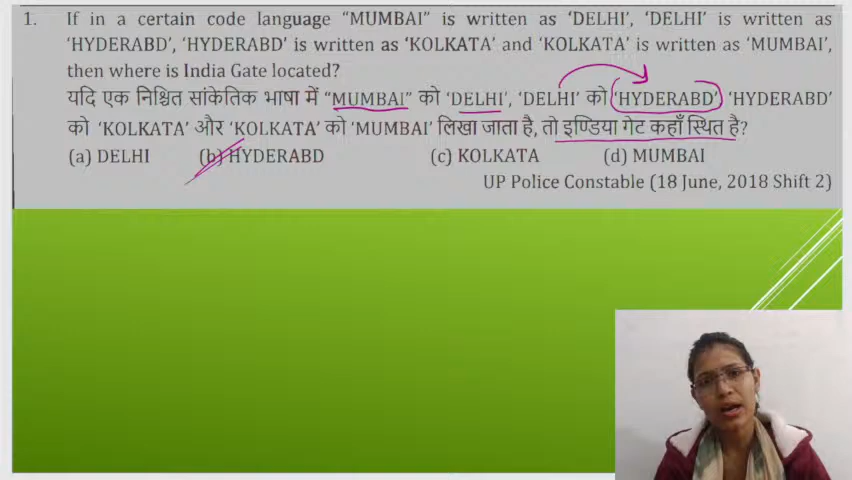 1. If in a certain code language “MUMBAI” is written as ‘DELHI’, ‘DELHI’ is written as
‘HYDERABD’, ‘HYDERABD’ is written as ‘KOLKATA’ and ‘KOLKATA’ is written as ‘MUMBAI’,
then where is India Gate located?
यदि एक निश्चित सांकेतिक भाषा में “MUMBAI” को ‘DELHI’, ‘DELHI’ को ‘HYDERABD’ ‘HYDERABD’
को ‘KOLKATA’ और ‘KOLKATA’ को ‘MUMBAI’ लिखा जाता है, तो इण्डिया गेट कहाँ स्थित है?
(a) DELHI (b) HYDERABD (c) KOLKATA (d) MUMBAI
UP Police Constable (18 June, 2018 Shift 2)